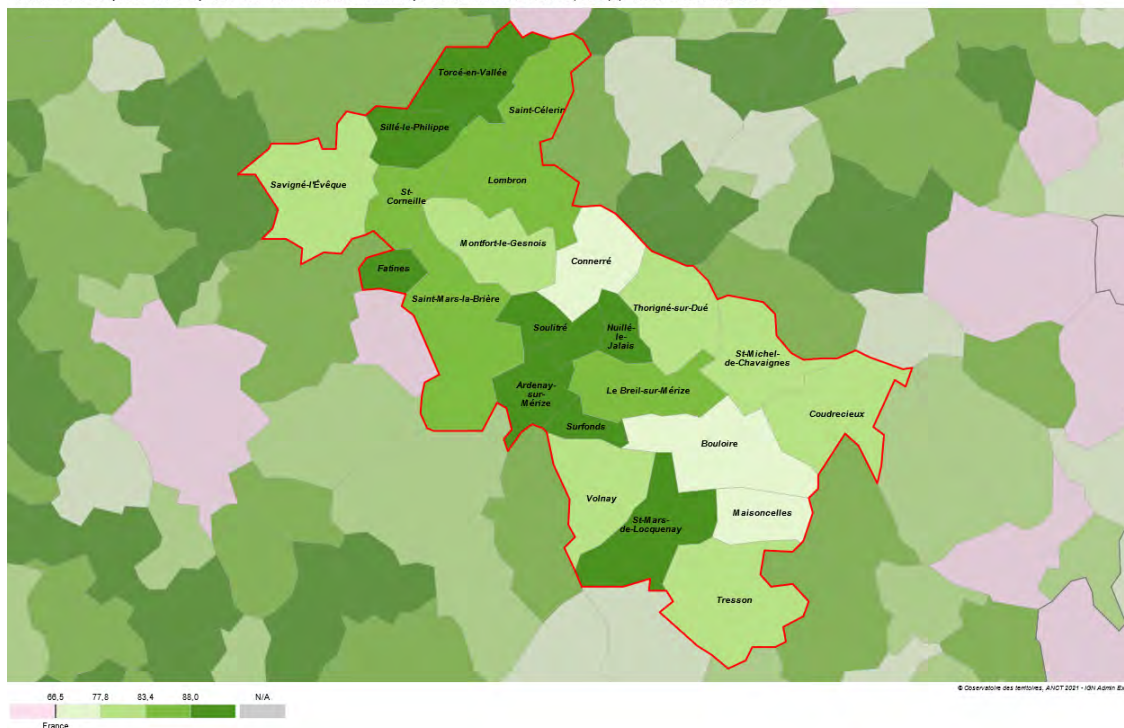 Torcé-en-Vallée
Saint-Célerin
Sillé-le-Philippe
Savigné-l'Évêque
Lombron
St-
Corneille
Montfort-le-Gesnois
Connerré
Fatines
Saint-Mars-la-Brière
Thorigné-sur-Dué
Soulitré
Nuillé-
le-
Jalais
St-Michel-
de-Chavaignes
Ardenay-
sur-
Mérize
Le Breil-sur-Mérize
Coudrecieux
Surfonds
Bouloire
Volnay
Maisoncelles
St-Mars-
de-Locquenay
Tresson
© Observatoire des territoires, ANCT 2021 - IGN Admin Ex
66,5 77,8 83,4 88,0 N/A
France